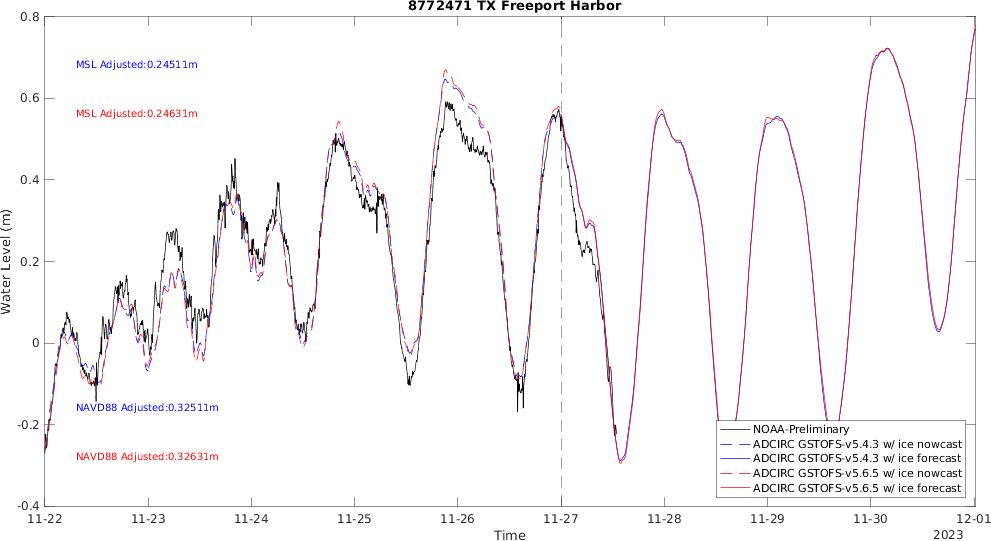 8772471 TX Freeport Harbor
0.8
0.6
0.4
0.2
0
-0.2
-0.4
Water Level (m)
MSL Adjusted:0.24511m
MSL Adjusted:0.24631m
NAVD88 Adjusted:0.32511m
NAVD88 Adjusted:0.32631m
NOAA-Preliminary
ADCIRC GSTOFS-v5.4.3 w/ ice nowcast
ADCIRC GSTOFS-v5.4.3 w/ ice forecast
ADCIRC GSTOFS-v5.6.5 w/ ice nowcast
ADCIRC GSTOFS-v5.6.5 w/ ice forecast
11-22 11-23 11-24 11-25 11-26 11-27 11-28 11-29 11-30 12-01
Time
2023